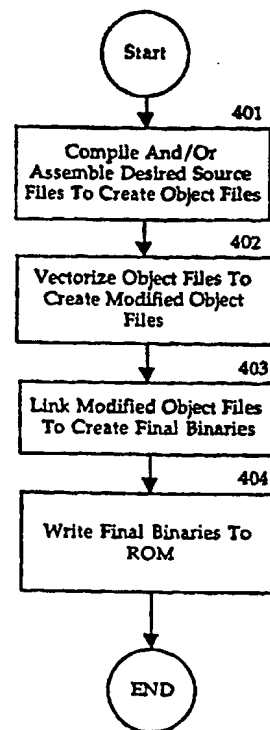 Start
401
Compile And/Or
Assemble Desired Source
Files To Create Object Files
402
Vectorize Object Files To
Create Modified Object
Files
403
Link Modified Object Files
To Create Final Binaries
404
Write Final Binaries To
ROM
END